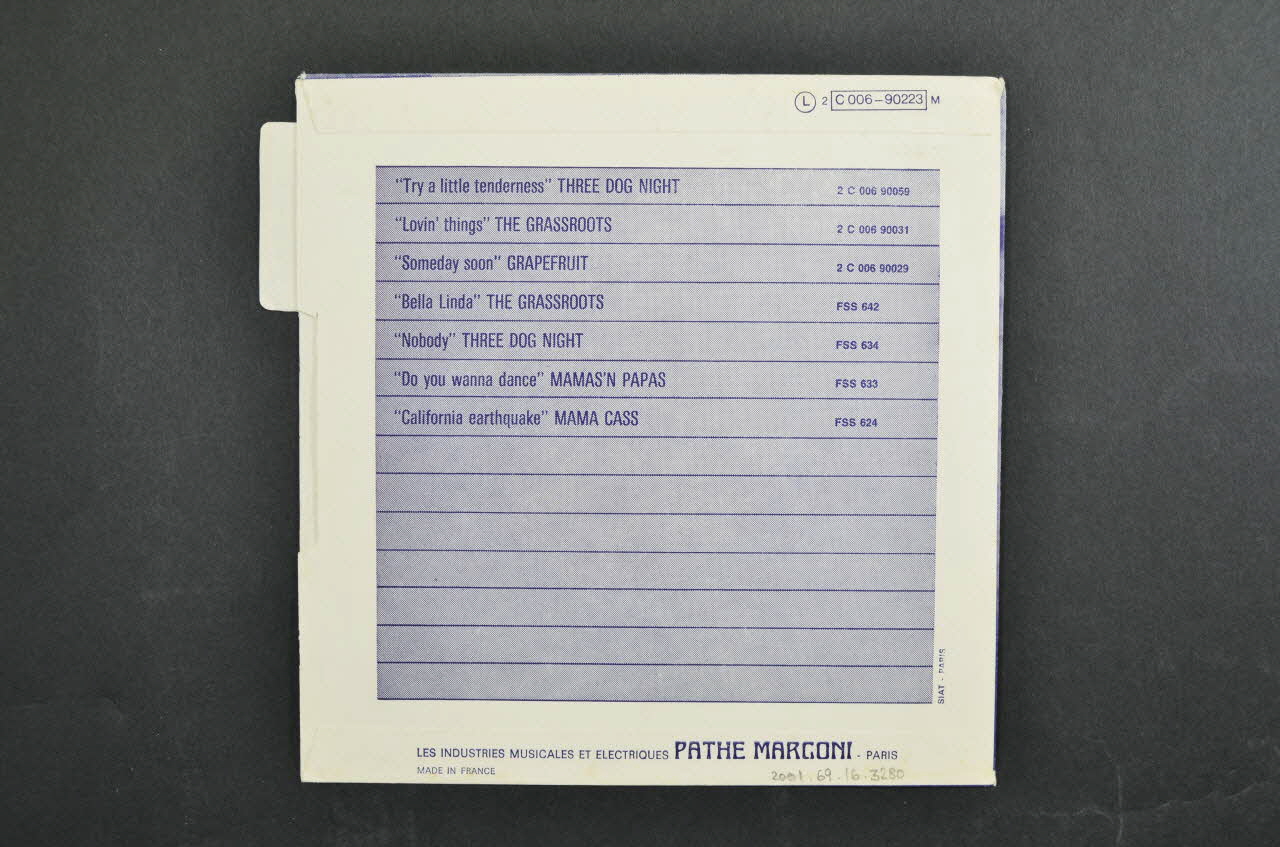 L 2 C 006-90223 M
"Try a little tenderness" THREE DOG NIGHT 2 C 006 90059
"Lovin' things" THE GRASSROOTS 2 C 006 90031
"Someday soon" GRAPEFRUIT 2 C 006 90029
"Bella Linda" THE GRASSROOTS FSS 642
"Nobody" THREE DOG NIGHT FSS 634
"Do you wanna dance" MAMAS'N PAPAS FSS 633
"California earthquake" MAMA CASS FSS 624
SIAT - PARIS
LES INDUSTRIES MUSICALES ET ELECTRIQUES PATHE MARCONI - PARIS
MADE IN FRANCE
2001.69.16.3280